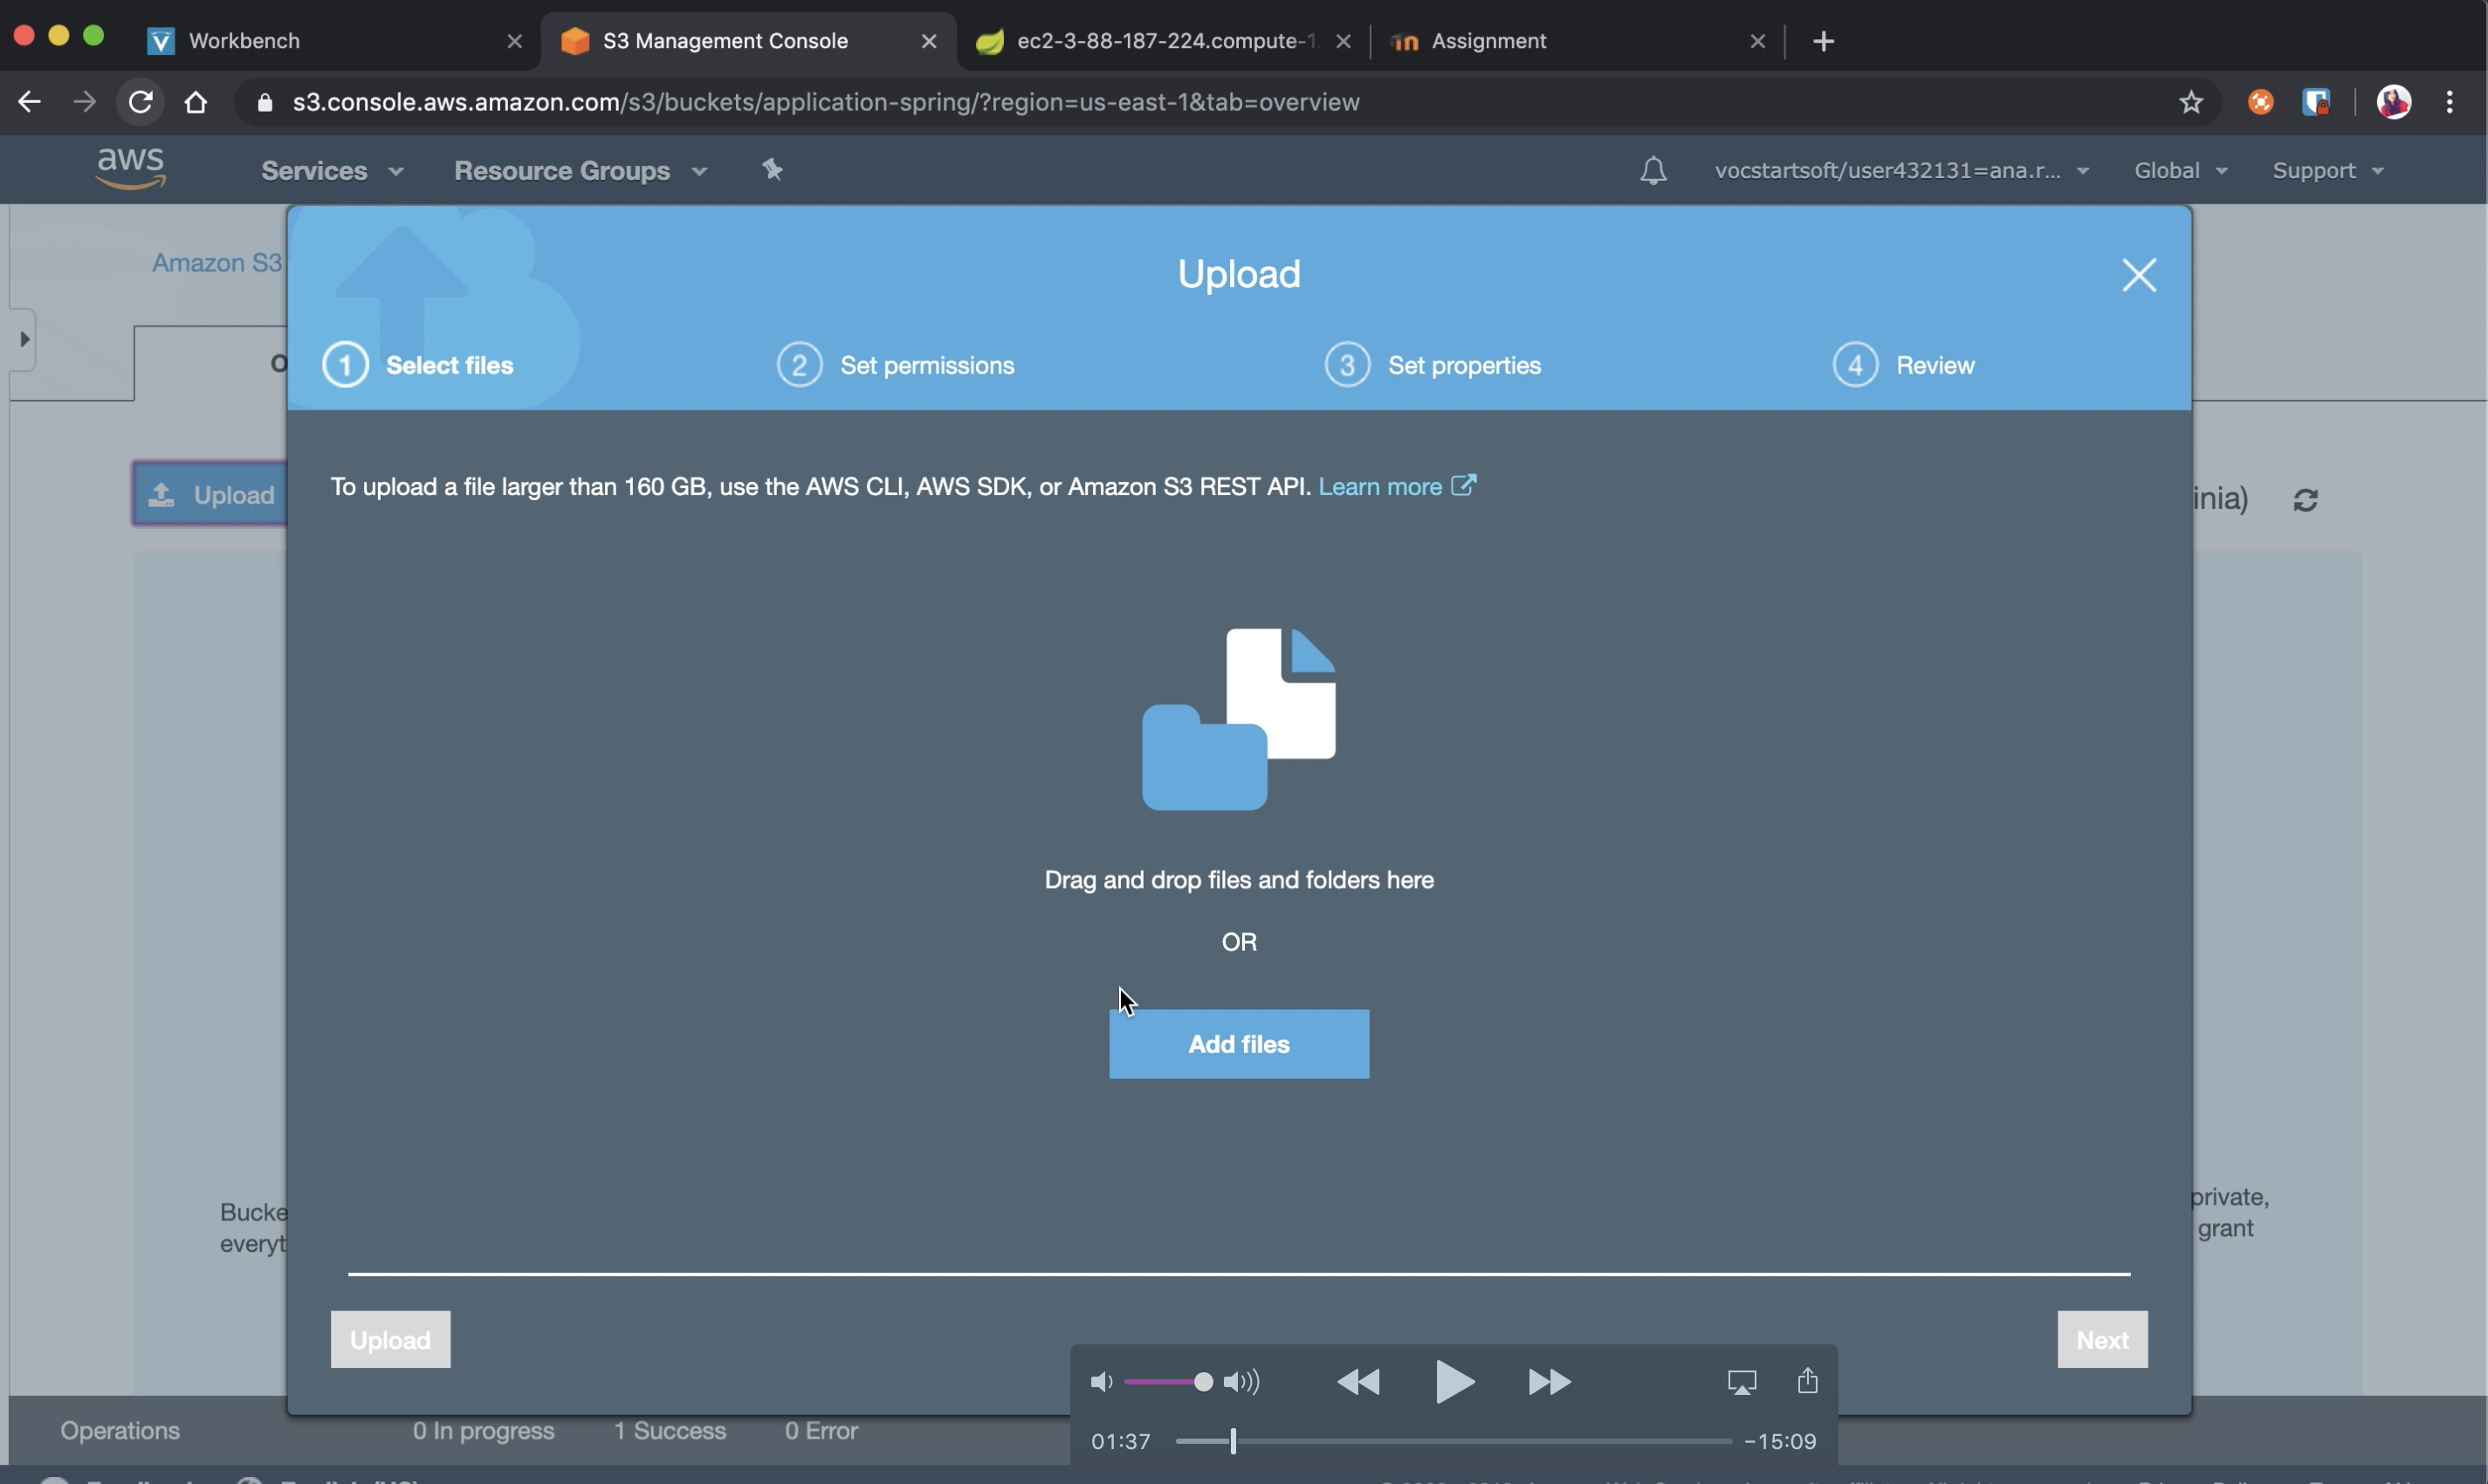 Workbench
S3 Management Console
ec2-3-88-187-224.compute-1.
Assignment
s3.console.aws.amazon.com/s3/buckets/application-spring/?region=us-east-1&tab=overview
aws
Services
Resource Groups
vocstartsoft/user432131=ana.r...
Global
Support
Amazon S3
Upload
1 Select files
2 Set permissions
3 Set properties
4 Review
O
Upload
To upload a file larger than 160 GB, use the AWS CLI, AWS SDK, or Amazon S3 REST API. Learn more
inia)
Drag and drop files and folders here
OR
Add files
Bucke
everyt
private,
grant
Upload
Next
Operations
0 In progress
1 Success
0 Error
01:37
-15:09